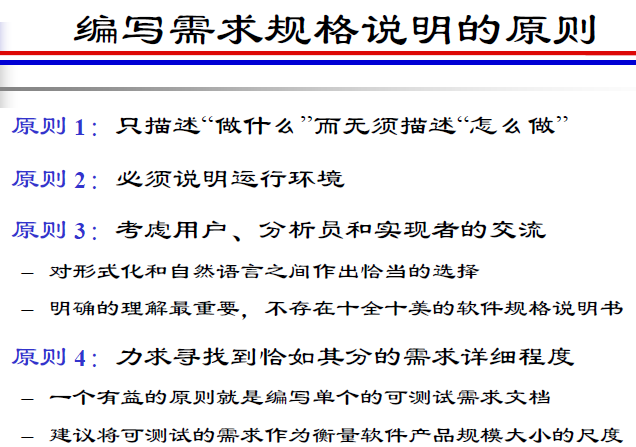 编写需求规格说明的原则
原则 1：只描述“做什么”而无须描述“怎么做”
原则 2：必须说明运行环境
原则 3：考虑用户、分析员和实现者的交流
– 对形式化和自然语言之间作出恰当的选择
– 明确的理解最重要，不存在十全十美的软件规格说明书
原则 4：力求寻找到恰如其分的需求详细程度
– 一个有益的原则就是编写单个的可测试需求文档
– 建议将可测试的需求作为衡量软件产品规模大小的尺度